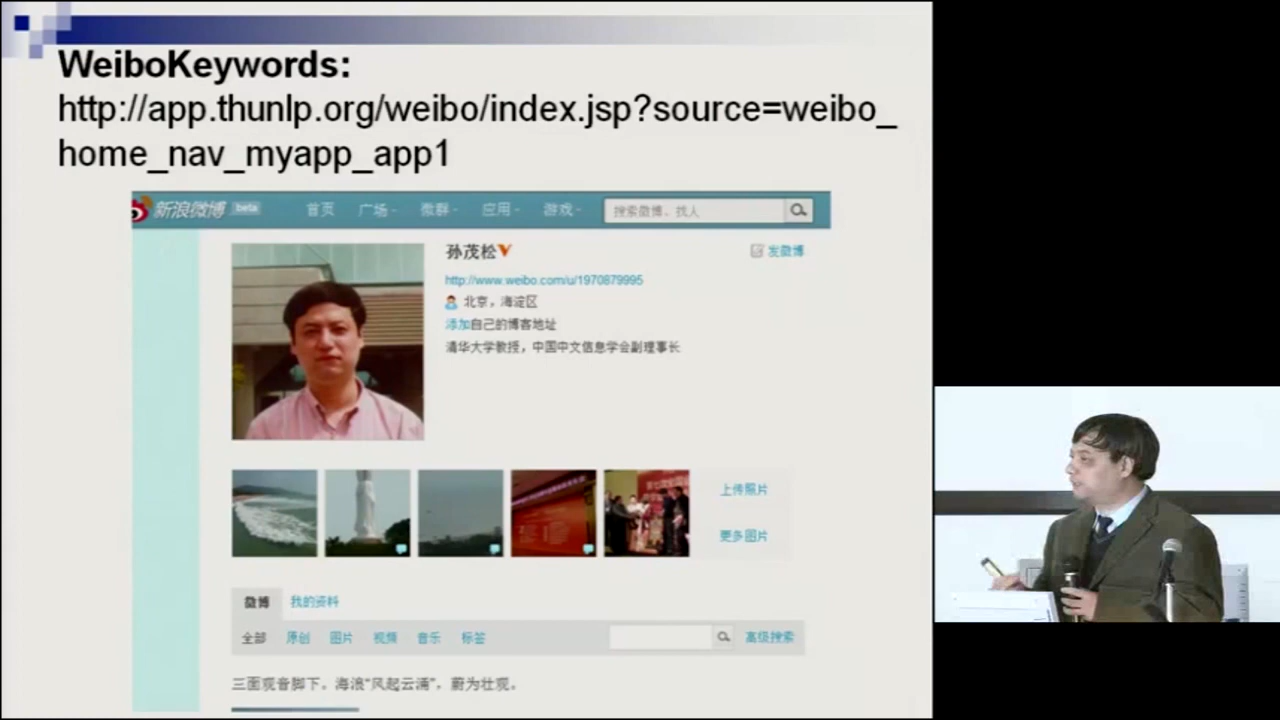 WeiboKeywords:
http://app.thunlp.org/weibo/index.jsp?source=weibo_
home_nav_myapp_app1
新浪微博 beta 首页 广场 微群 应用 游戏 搜索微博、找人
孙茂松 发微博
http://www.weibo.com/u/1970879995
北京，海淀区
添加自己的博客地址
清华大学教授，中国中文信息学会副理事长
上传照片
更多图片
微博 我的资料
全部 原创 图片 视频 音乐 标签 高级搜索
三面观音脚下。海浪“风起云涌”，蔚为壮观。